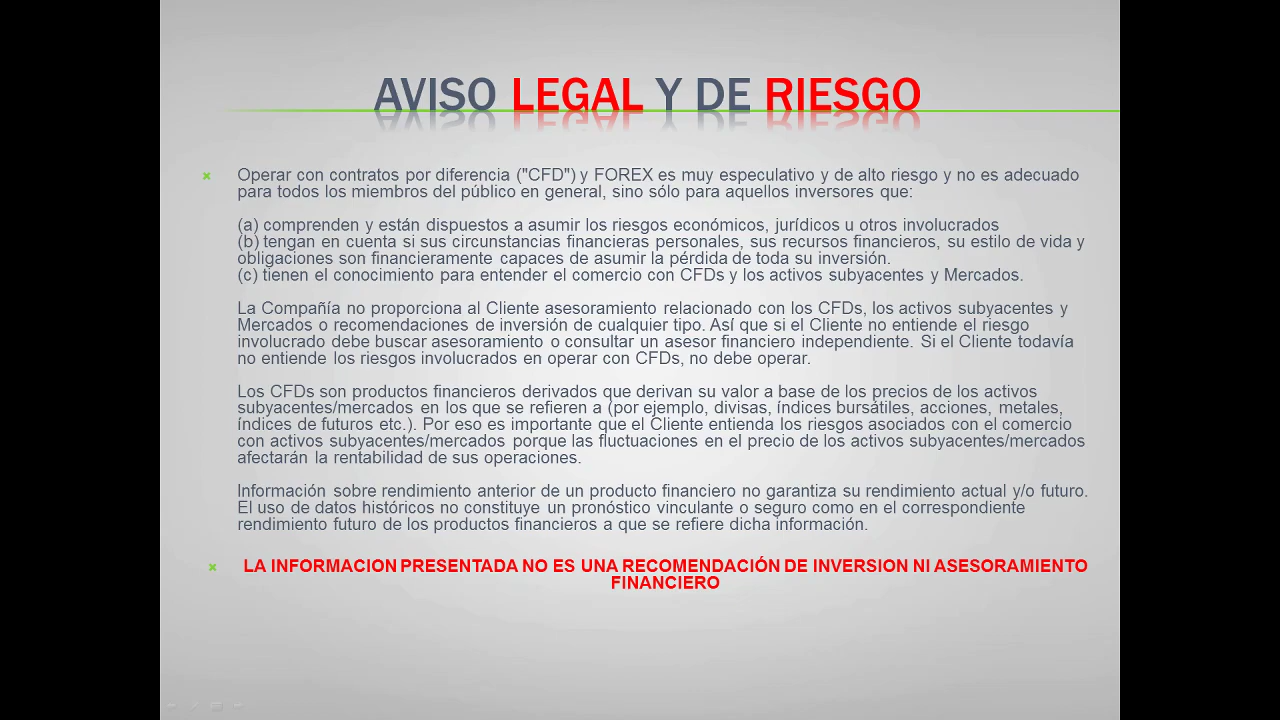 AVISO LEGAL Y DE RIESGO
Operar con contratos por diferencia ("CFD") y FOREX es muy especulativo y de alto riesgo y no es adecuado
para todos los miembros del público en general, sino sólo para aquellos inversores que:
(a) comprenden y están dispuestos a asumir los riesgos económicos, jurídicos u otros involucrados
(b) tengan en cuenta si sus circunstancias financieras personales, sus recursos financieros, su estilo de vida y
obligaciones son financieramente capaces de asumir la pérdida de toda su inversión.
(c) tienen el conocimiento para entender el comercio con CFDs y los activos subyacentes y Mercados.
La Compañía no proporciona al Cliente asesoramiento relacionado con los CFDs, los activos subyacentes y
Mercados o recomendaciones de inversión de cualquier tipo. Así que si el Cliente no entiende el riesgo
involucrado debe buscar asesoramiento o consultar un asesor financiero independiente. Si el Cliente todavía
no entiende los riesgos involucrados en operar con CFDs, no debe operar.
Los CFDs son productos financieros derivados que derivan su valor a base de los precios de los activos
subyacentes/mercados en los que se refieren a (por ejemplo, divisas, índices bursátiles, acciones, metales,
índices de futuros etc.). Por eso es importante que el Cliente entienda los riesgos asociados con el comercio
con activos subyacentes/mercados porque las fluctuaciones en el precio de los activos subyacentes/mercados
afectarán la rentabilidad de sus operaciones.
Información sobre rendimiento anterior de un producto financiero no garantiza su rendimiento actual y/o futuro.
El uso de datos históricos no constituye un pronóstico vinculante o seguro como en el correspondiente
rendimiento futuro de los productos financieros a que se refiere dicha información.
LA INFORMACION PRESENTADA NO ES UNA RECOMENDACIÓN DE INVERSION NI ASESORAMIENTO
FINANCIERO